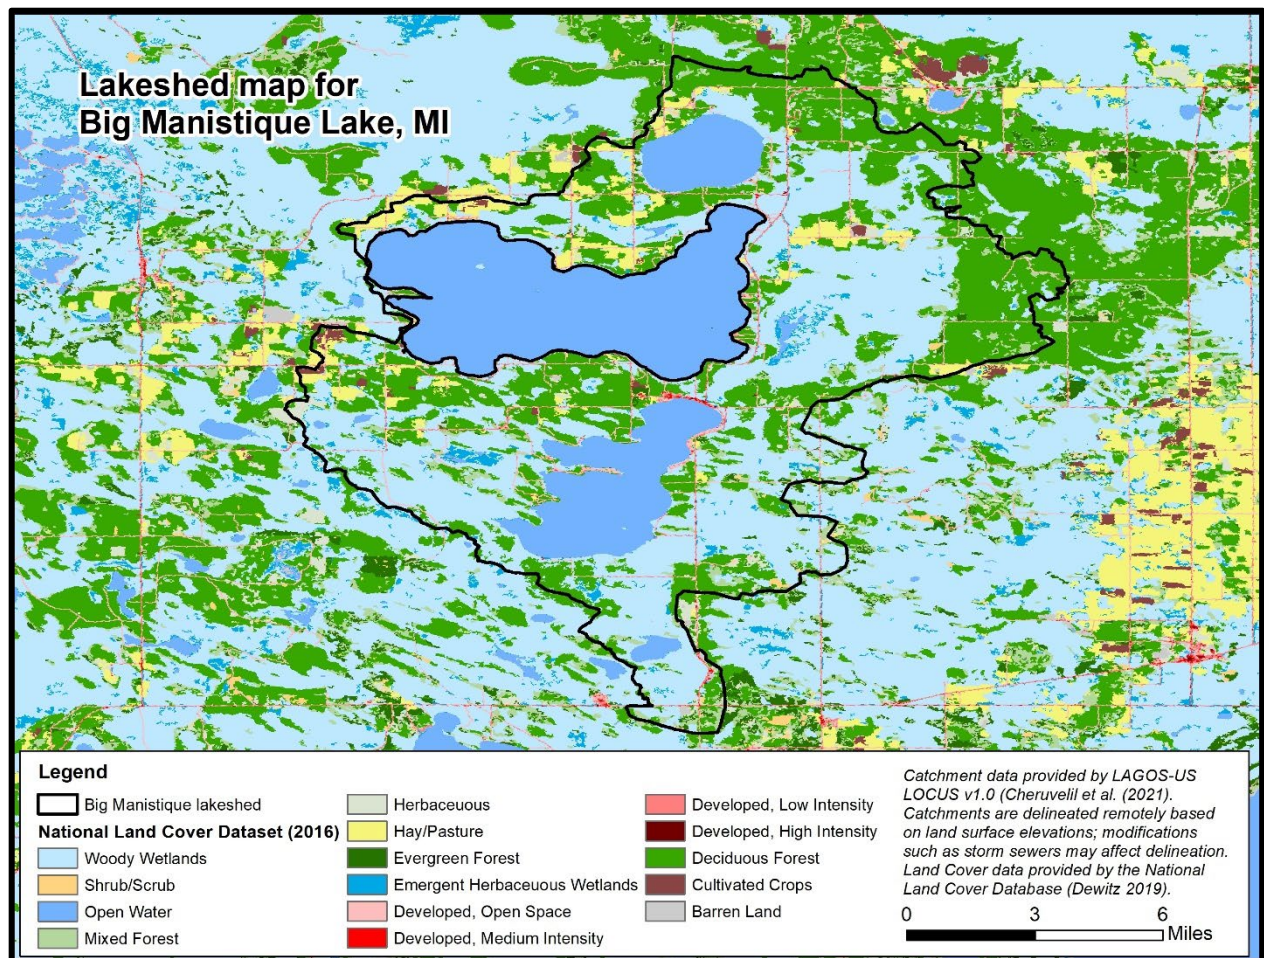 Lakeshed map for
Big Manistique Lake, MI
Legend
Big Manistique lakeshed
National Land Cover Dataset (2016)
Woody Wetlands
Shrub/Scrub
Open Water
Mixed Forest
Herbaceuous
Hay/Pasture
Evergreen Forest
Emergent Herbaceuous Wetlands
Developed, Open Space
Developed, Medium Intensity
Developed, Low Intensity
Developed, High Intensity
Deciduous Forest
Cultivated Crops
Barren Land
Catchment data provided by LAGOS-US
LOCUS v1.0 (Cheruvelil et al. (2021).
Catchments are delineated remotely based
on land surface elevations; modifications
such as storm sewers may affect delineation.
Land Cover data provided by the National
Land Cover Database (Dewitz 2019).
0 3 6
Miles